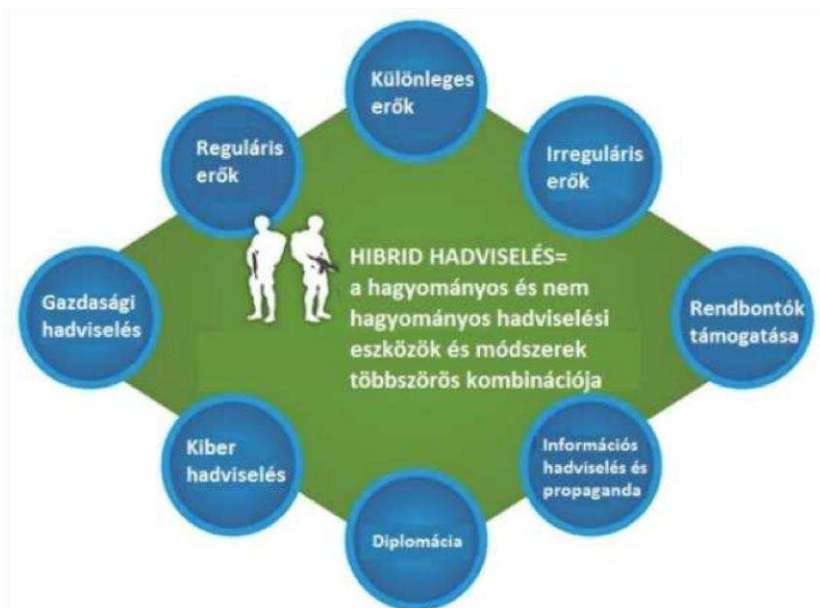 Különleges
erők
Reguláris
erők
Irreguláris
erők
HIBRID HADVISELÉS=
a hagyományos és nem
hagyományos hadviselési
eszközök és módszerek
többszörös kombinációja
Gazdasági
hadviselés
Rendbontók
támogatása
Kiber
hadviselés
Információs
hadviselés és
propaganda
Diplomácia